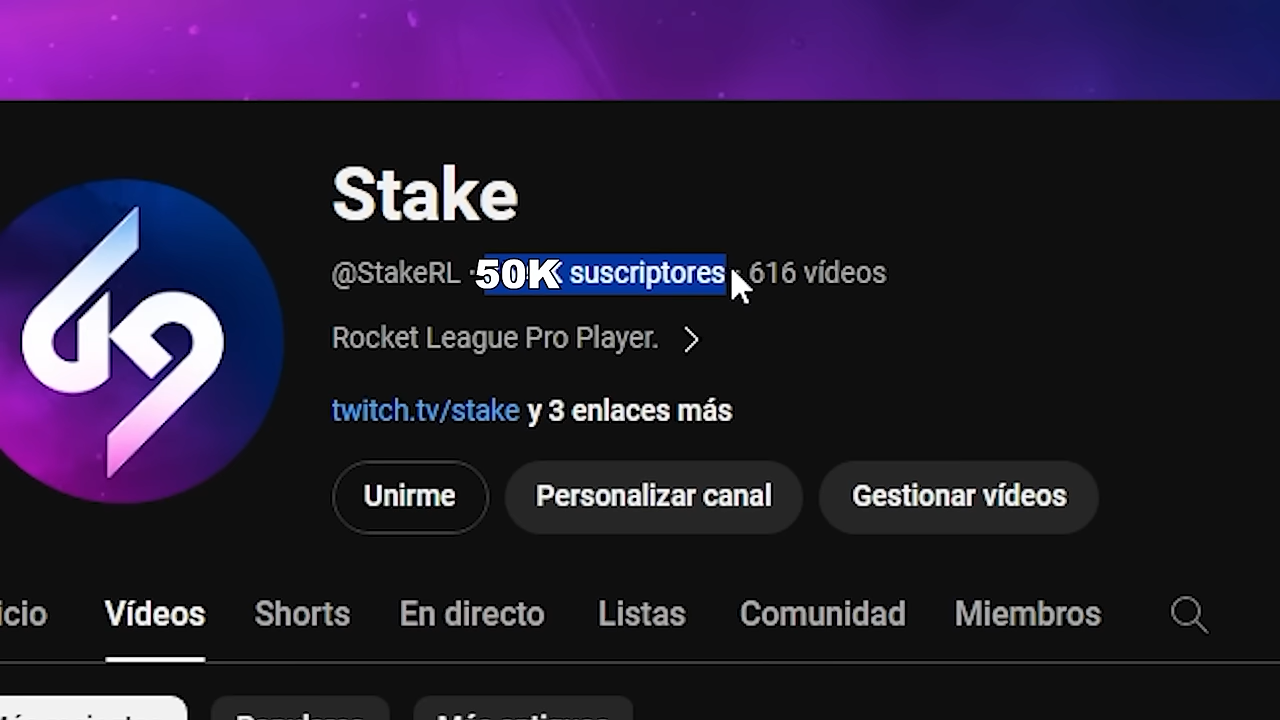 Stake
@StakeRL · 50K suscriptores · 616 vídeos
Rocket League Pro Player.
twitch.tv/stake y 3 enlaces más
Unirme Personalizar canal Gestionar vídeos
icio Vídeos Shorts En directo Listas Comunidad Miembros